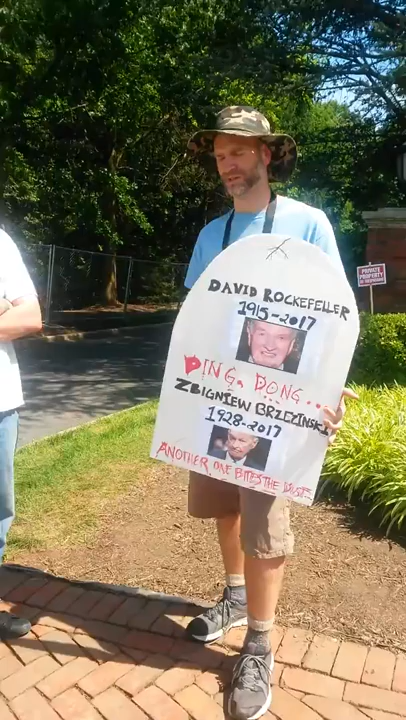 DAVID ROCKEFELLER
1915-2017
DING, DONG...
ZBIGNIEW BRZEZINSKI
1928-2017
ANOTHER ONE BITES THE DUST!
PRIVATE
PROPERTY